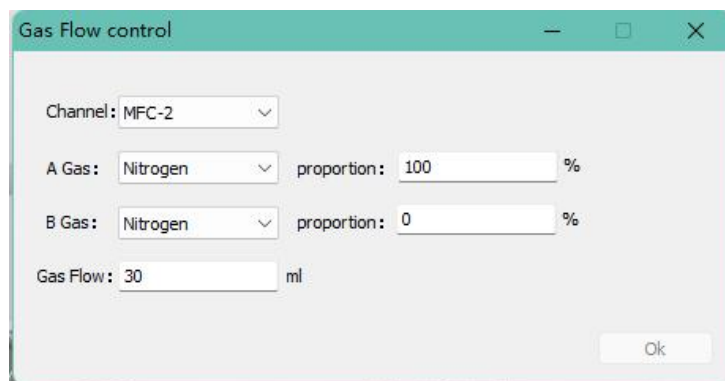 Gas Flow control
Channel: MFC-2
A Gas: Nitrogen proportion: 100 %
B Gas: Nitrogen proportion: 0 %
Gas Flow: 30 ml
Ok